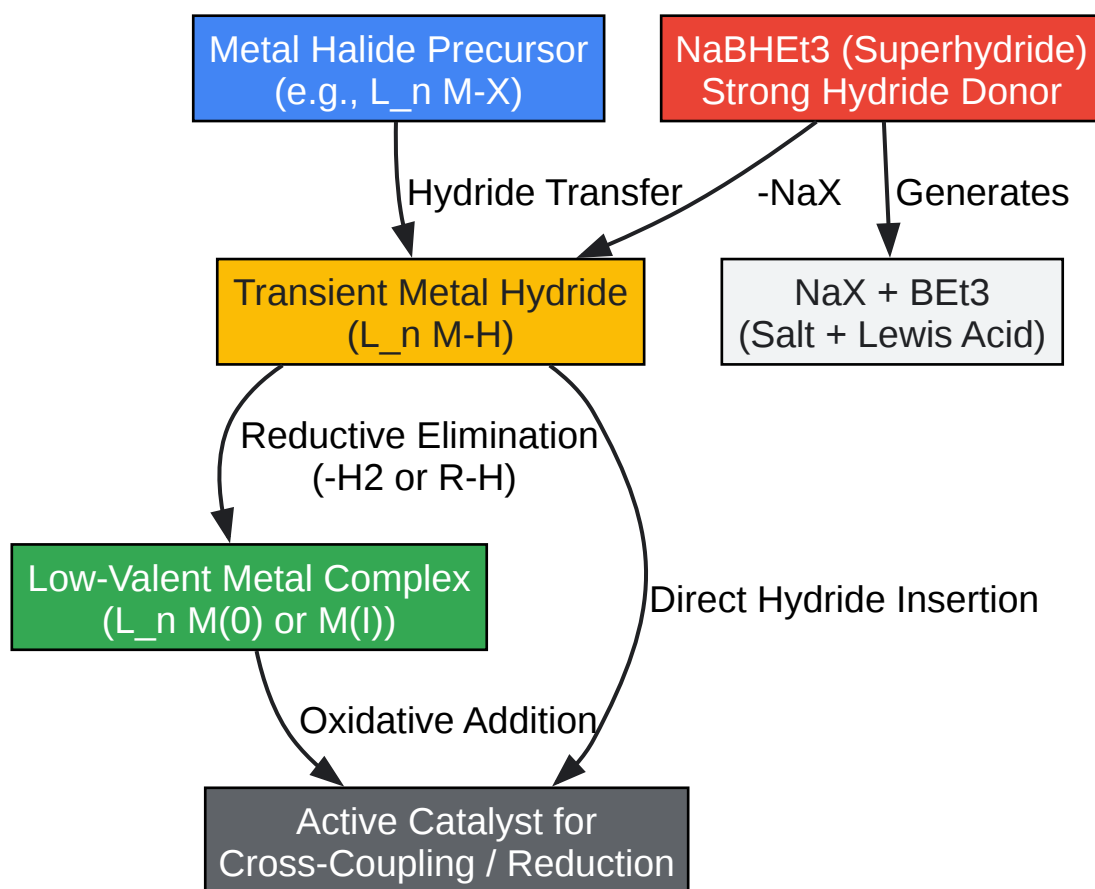 Metal Halide Precursor
(e.g., L_n M-X)
NaBHEt3 (Superhydride)
Strong Hydride Donor
Hydride Transfer
-NaX
Generates
Transient Metal Hydride
(L_n M-H)
NaX + BEt3
(Salt + Lewis Acid)
Reductive Elimination
(-H2 or R-H)
Low-Valent Metal Complex
(L_n M(0) or M(I))
Direct Hydride Insertion
Oxidative Addition
Active Catalyst for
Cross-Coupling / Reduction